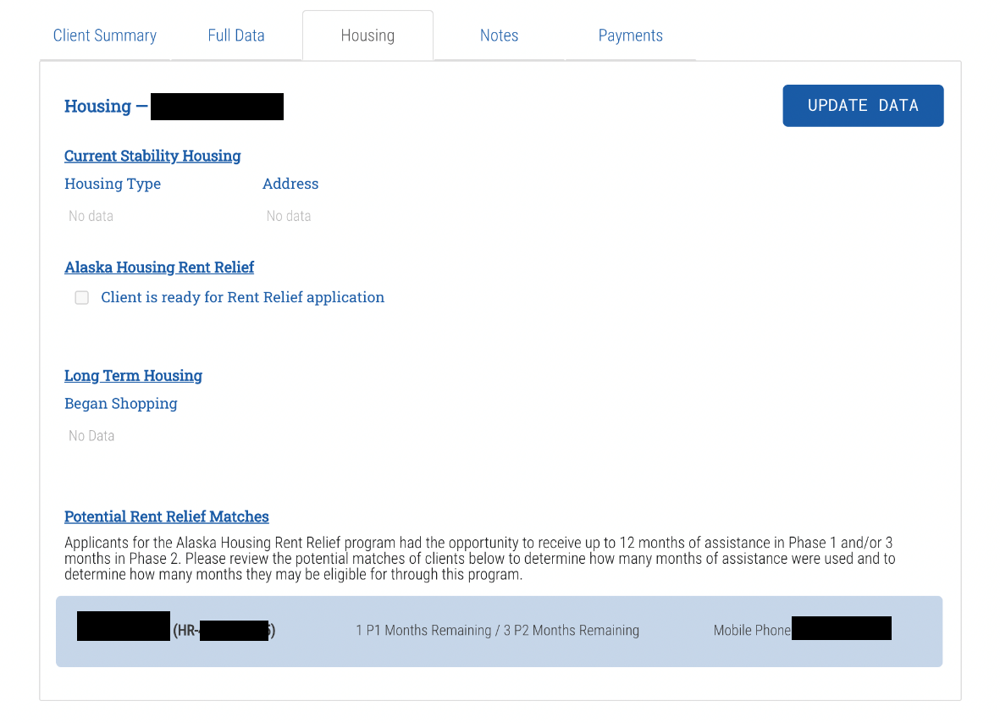 Client Summary Full Data Housing Notes Payments
Housing —
UPDATE DATA
Current Stability Housing
Housing Type Address
No data No data
Alaska Housing Rent Relief
Client is ready for Rent Relief application
Long Term Housing
Began Shopping
No Data
Potential Rent Relief Matches
Applicants for the Alaska Housing Rent Relief program had the opportunity to receive up to 12 months of assistance in Phase 1 and/or 3
months in Phase 2. Please review the potential matches of clients below to determine how many months of assistance were used and to
determine how many months they may be eligible for through this program.
(HR- ) 1 P1 Months Remaining / 3 P2 Months Remaining Mobile Phone